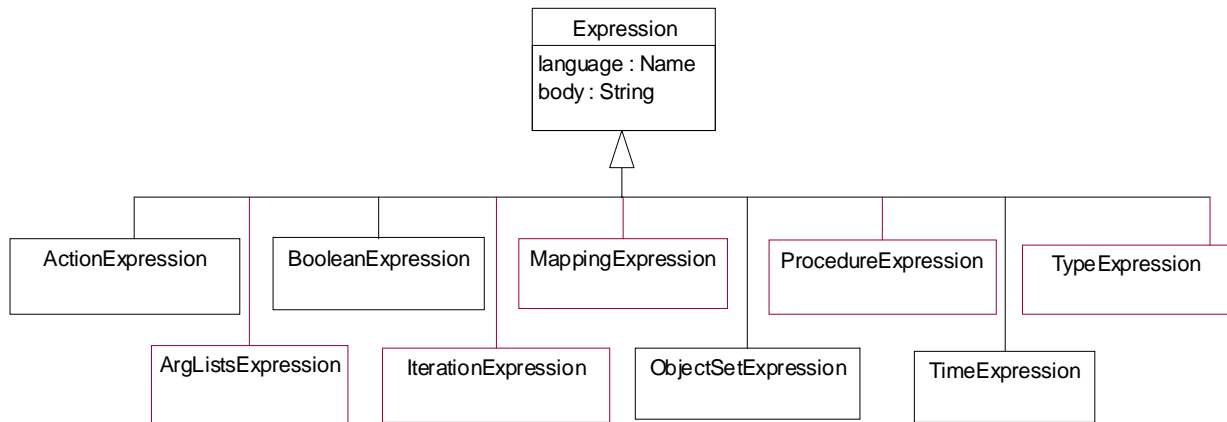 Expression
language : Name
body : String
ActionExpression
BooleanExpression
MappingExpression
ProcedureExpression
TypeExpression
ArgListsExpression
IterationExpression
ObjectSetExpression
TimeExpression